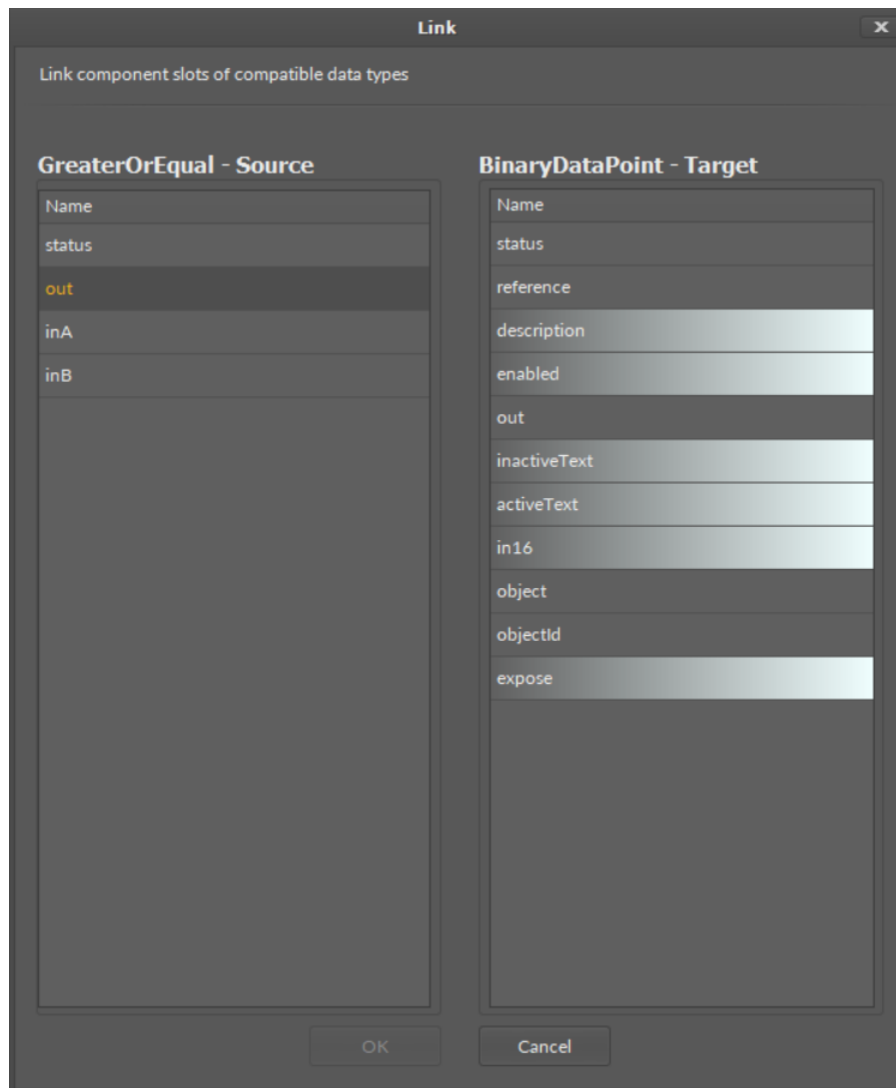 Link
x
Link component slots of compatible data types
GreaterOrEqual - Source
Name
status
out
inA
inB
BinaryDataPoint - Target
Name
status
reference
description
enabled
out
inactiveText
activeText
in16
object
objectId
expose
OK
Cancel